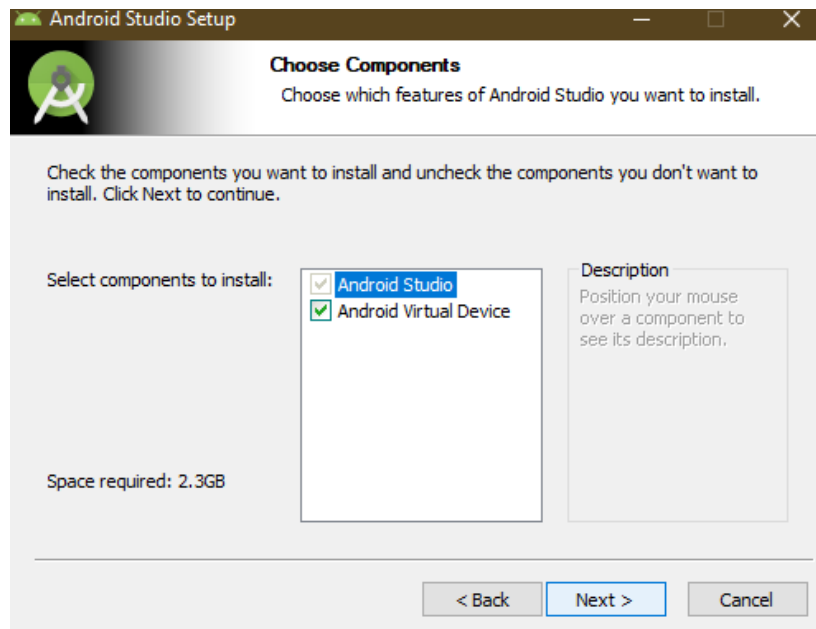 Android Studio Setup
Choose Components
Choose which features of Android Studio you want to install.
Check the components you want to install and uncheck the components you don't want to
install. Click Next to continue.
Select components to install:
Android Studio
Android Virtual Device
Description
Position your mouse
over a component to
see its description.
Space required: 2.3GB
< Back
Next >
Cancel